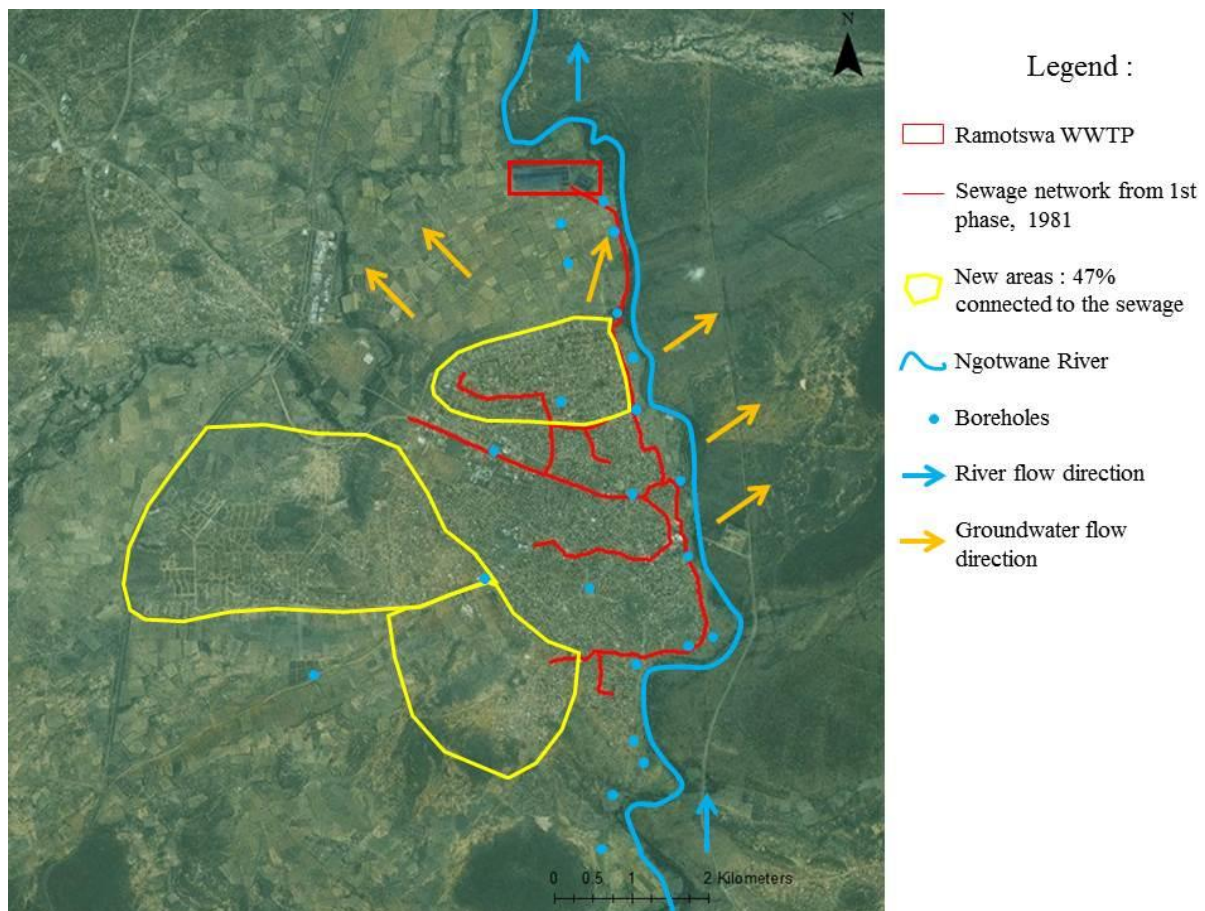 N
Legend :
Ramotswa WWTP
Sewage network from 1st
phase, 1981
New areas : 47%
connected to the sewage
Ngotwane River
Boreholes
River flow direction
Groundwater flow
direction
0 0.5 1 2 Kilometers